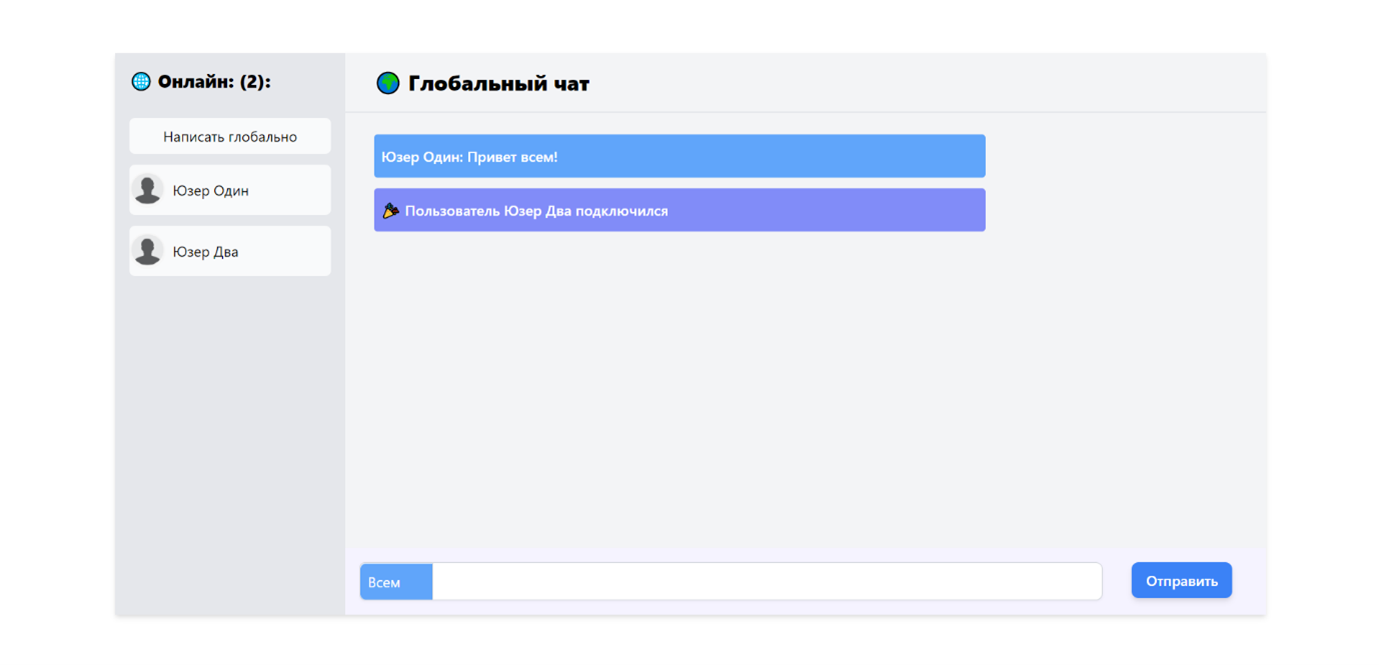 🌐 Онлайн: (2):
Написать глобально
Юзер Один
Юзер Два
🌍 Глобальный чат
Юзер Один: Привет всем!
🎉 Пользователь Юзер Два подключился
Всем
Отправить